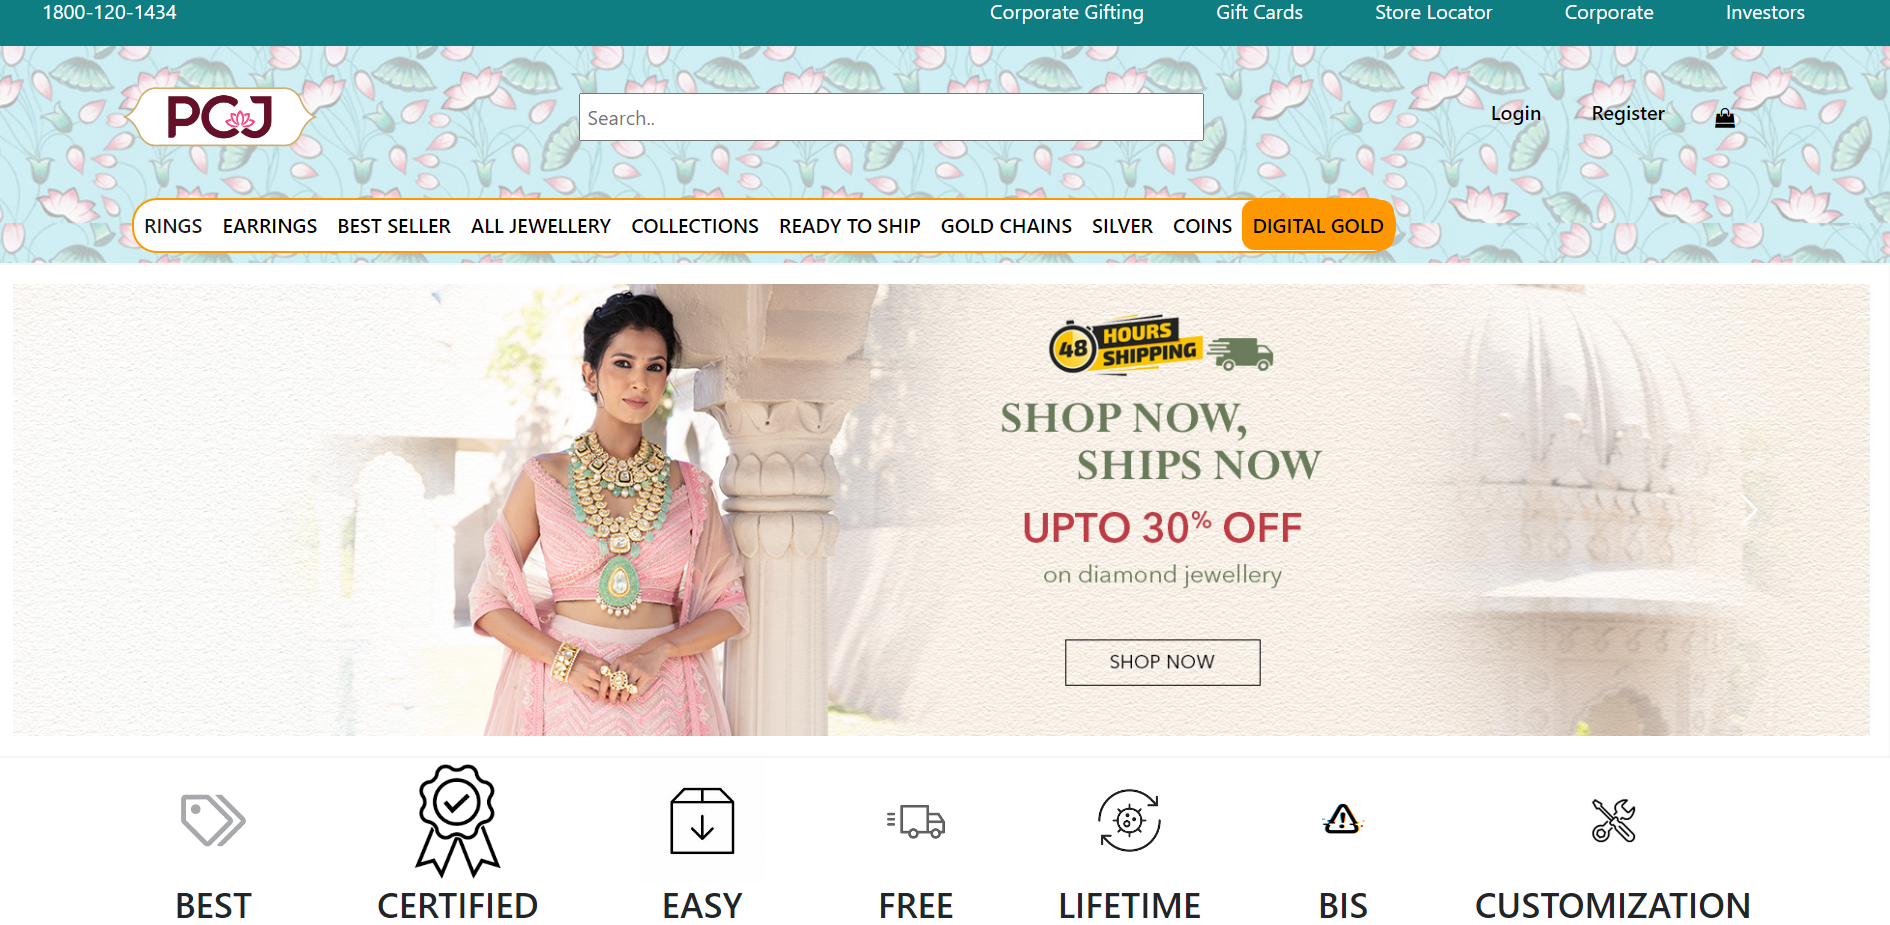 1800-120-1434
Corporate Gifting
Gift Cards
Store Locator
Corporate
Investors
PCJ
Search..
Login
Register
RINGS
EARRINGS
BEST SELLER
ALL JEWELLERY
COLLECTIONS
READY TO SHIP
GOLD CHAINS
SILVER
COINS
DIGITAL GOLD
48 HOURS
SHIPPING
SHOP NOW,
SHIPS NOW
UPTO 30% OFF
on diamond jewellery
SHOP NOW
BEST
CERTIFIED
EASY
FREE
LIFETIME
BIS
CUSTOMIZATION